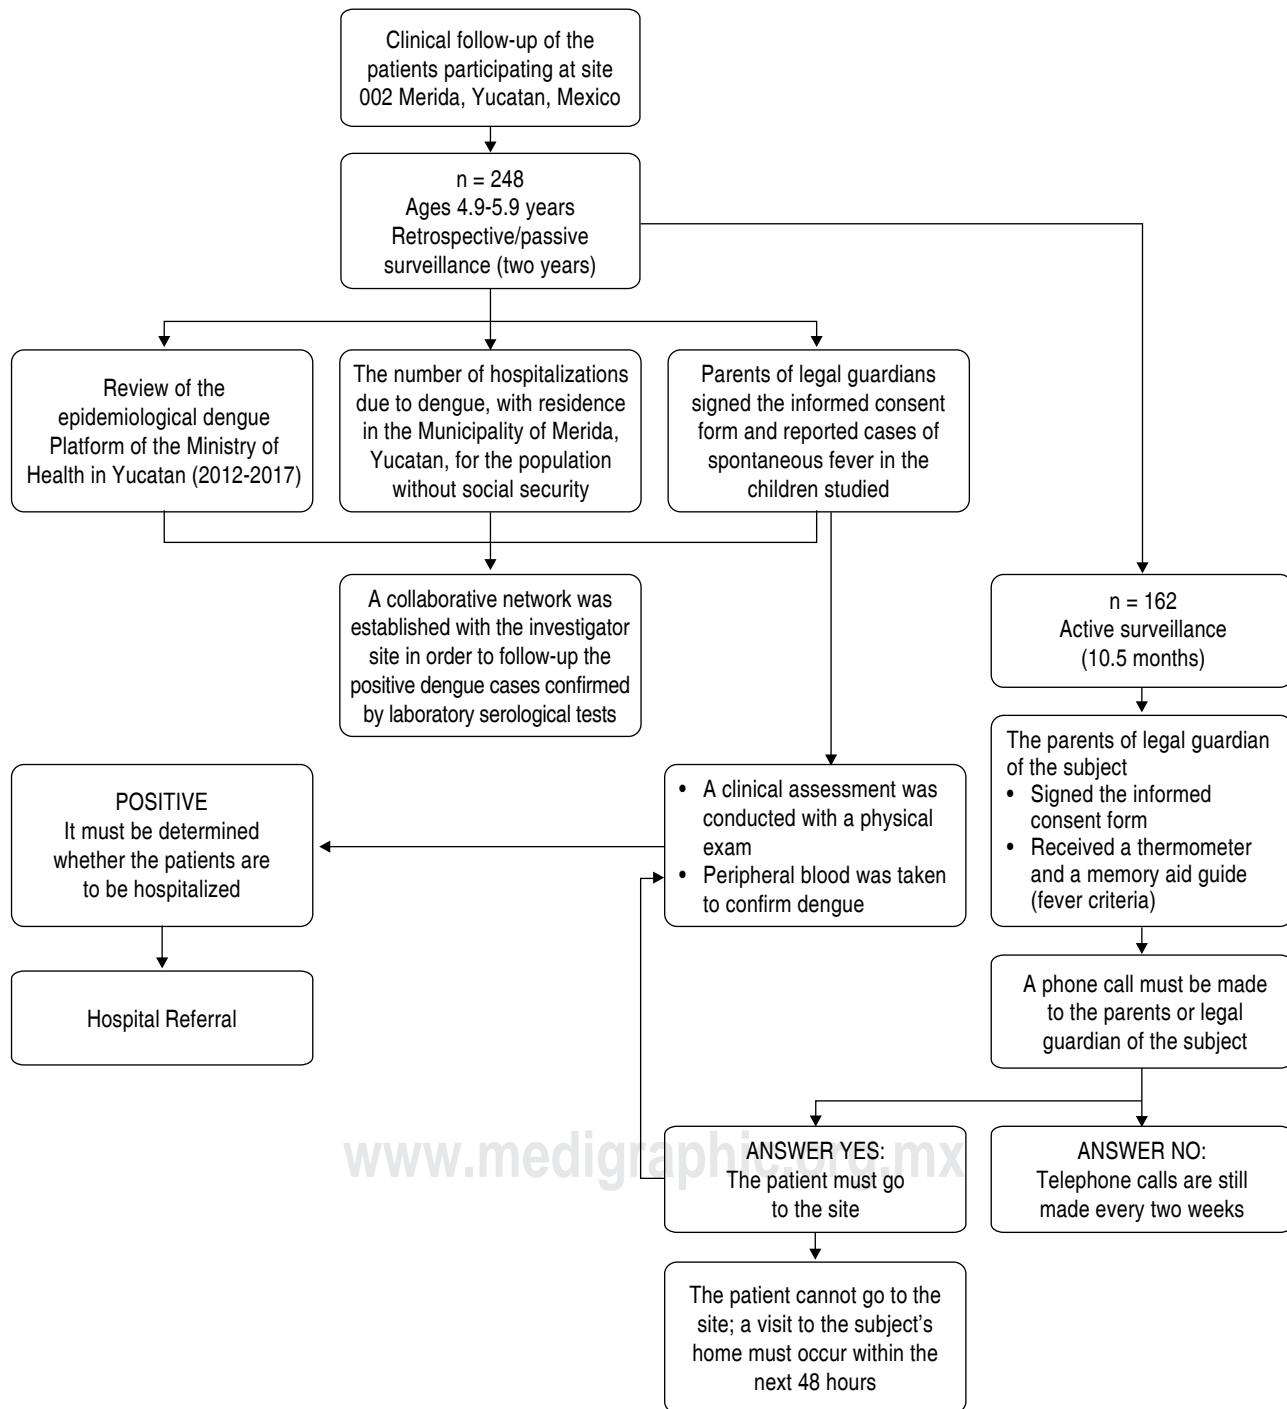 Clinical follow-up of the
patients participating at site
002 Merida, Yucatan, Mexico
n = 248
Ages 4.9-5.9 years
Retrospective/passive
surveillance (two years)
Review of the
epidemiological dengue
Platform of the Ministry of
Health in Yucatan (2012-2017)
The number of hospitalizations
due to dengue, with residence
in the Municipality of Merida,
Yucatan, for the population
without social security
Parents of legal guardians
signed the informed consent
form and reported cases of
spontaneous fever in the
children studied
A collaborative network was
established with the investigator
site in order to follow-up the
positive dengue cases confirmed
by laboratory serological tests
n = 162
Active surveillance
(10.5 months)
The parents of legal guardian
of the subject
• Signed the informed
consent form
• Received a thermometer
and a memory aid guide
(fever criteria)
POSITIVE
It must be determined
whether the patients are
to be hospitalized
• A clinical assessment was
conducted with a physical
exam
• Peripheral blood was taken
to confirm dengue
Hospital Referral
A phone call must be made
to the parents or legal
guardian of the subject
www.medigraphic.org.mx
ANSWER YES:
The patient must go
to the site
ANSWER NO:
Telephone calls are still
made every two weeks
The patient cannot go to the
site; a visit to the subject's
home must occur within the
next 48 hours